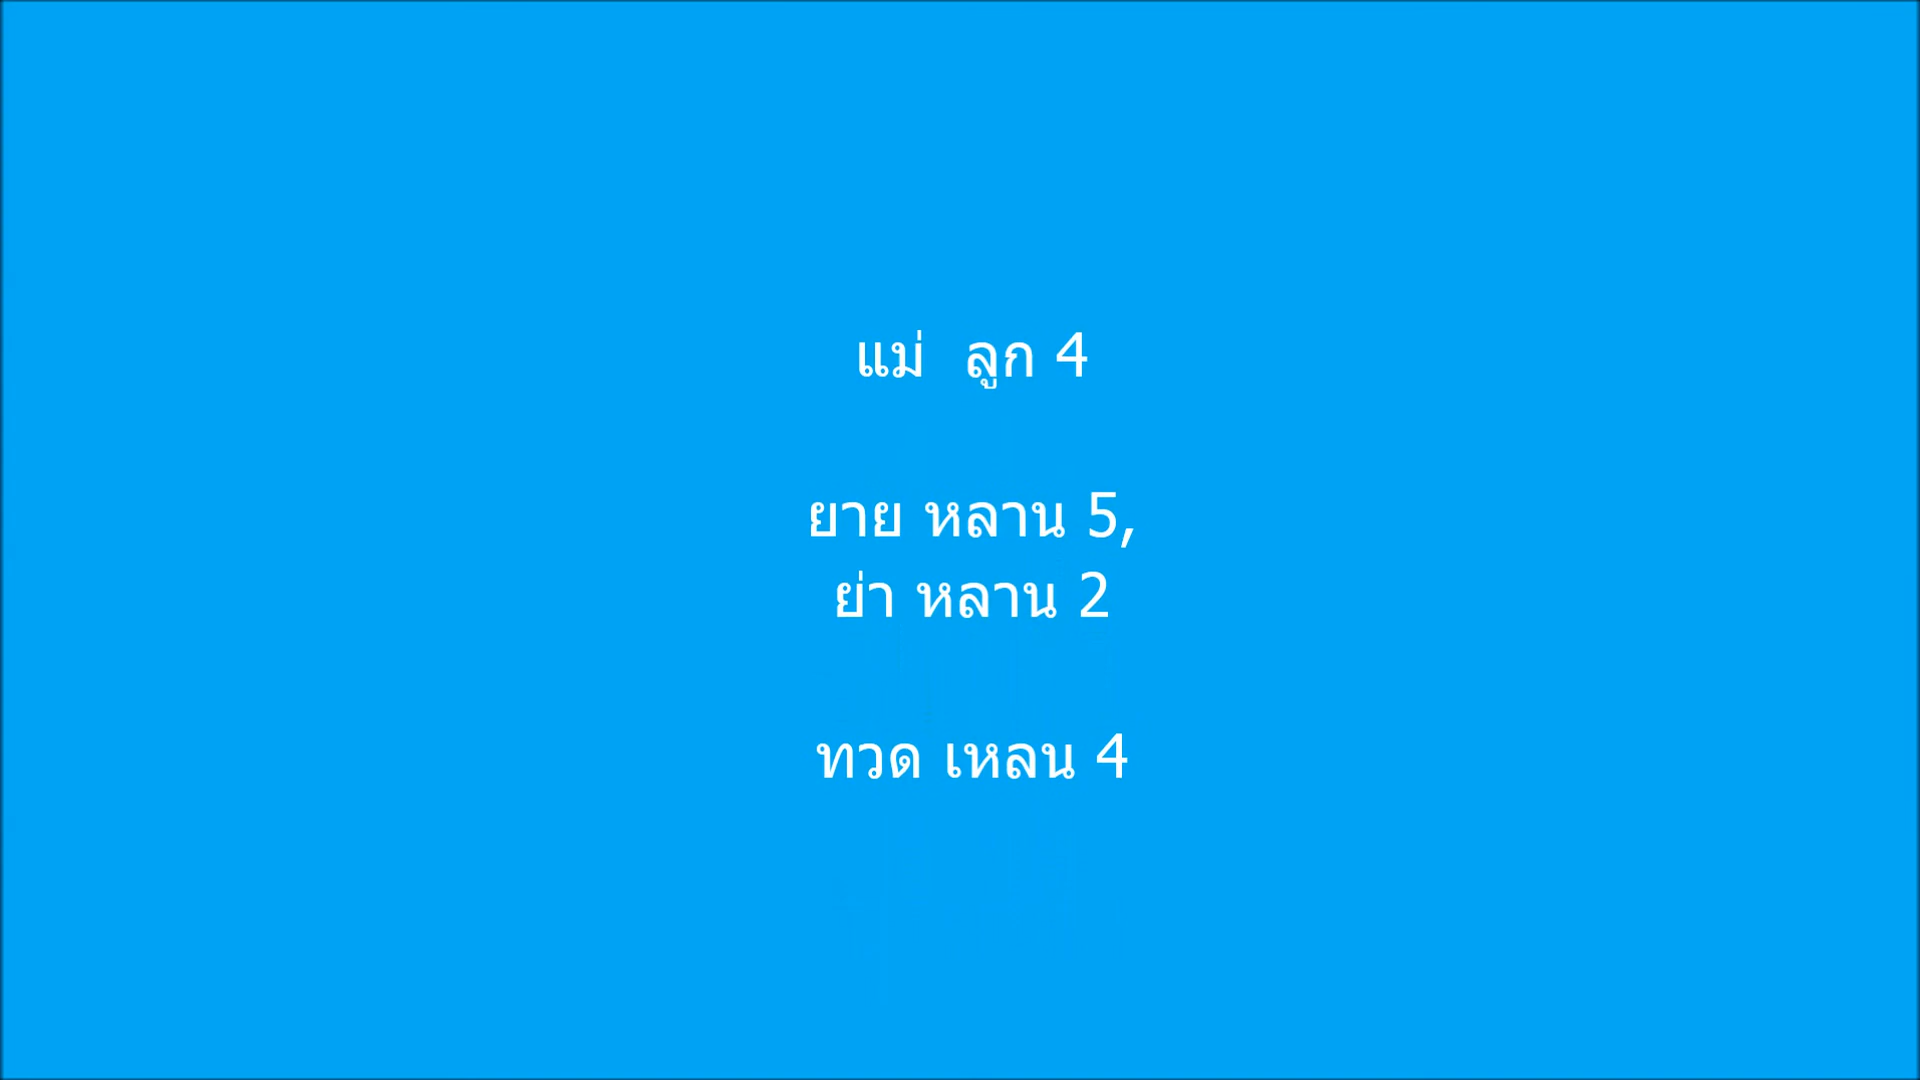 แม่  ลูก 4
ยาย หลาน 5,
ย่า หลาน 2
ทวด เหลน 4